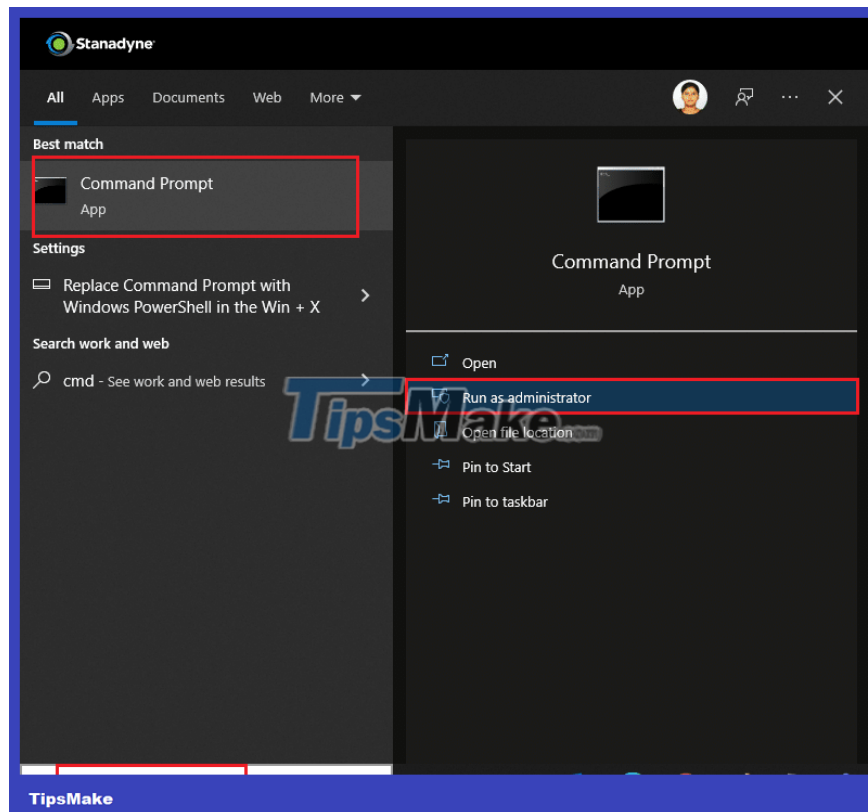 Stanadyne
All Apps Documents Web More
Best match
Command Prompt
App
Settings
Replace Command Prompt with
Windows PowerShell in the Win + X
Search work and web
cmd - See work and web results
Command Prompt
App
Open
Run as administrator
Open file location
Pin to Start
Pin to taskbar
TipsMake.com
TipsMake